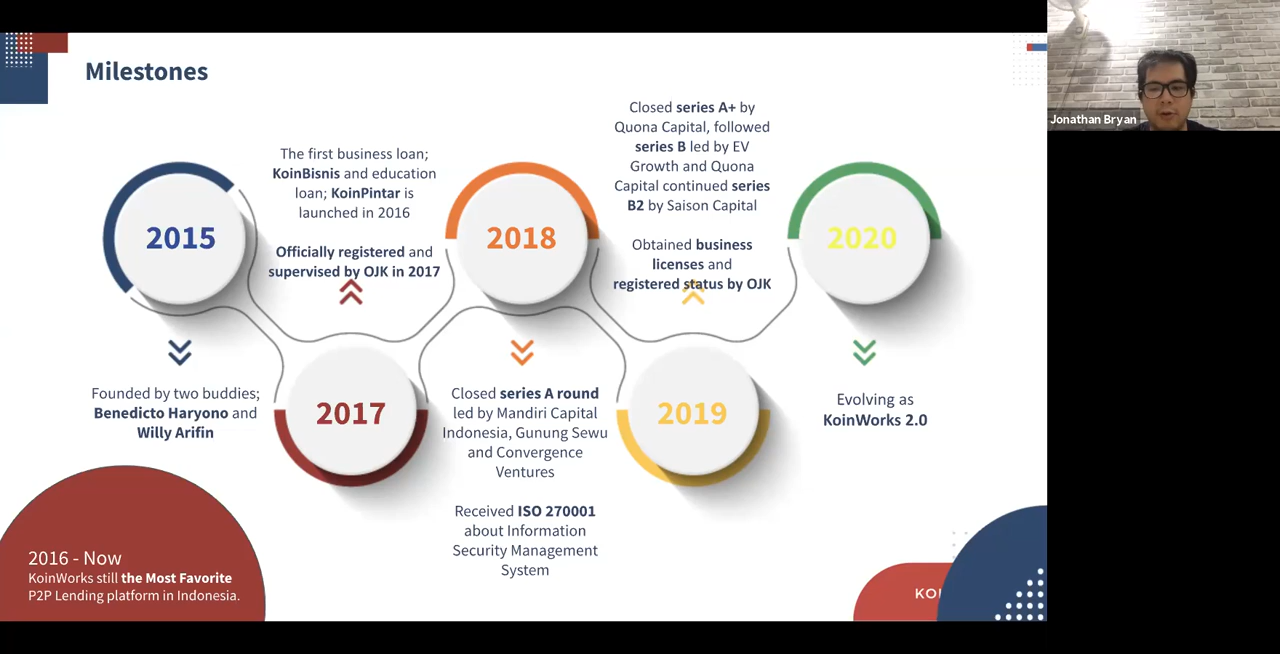 Milestones
Jonathan Bryan
2015
Founded by two buddies;
Benedicto Haryono and
Willy Arifin
The first business loan;
KoinBisnis and education
loan; KoinPintar is
launched in 2016
Officially registered and
supervised by OJK in 2017
2017
2018
Closed series A round
led by Mandiri Capital
Indonesia, Gunung Sewu
and Convergence
Ventures
Received ISO 270001
about Information
Security Management
System
Closed series A+ by
Quona Capital, followed
series B led by EV
Growth and Quona
Capital continued series
B2 by Saison Capital
Obtained business
licenses and
registered status by OJK
2019
2020
Evolving as
KoinWorks 2.0
2016 - Now
KoinWorks still the Most Favorite
P2P Lending platform in Indonesia.